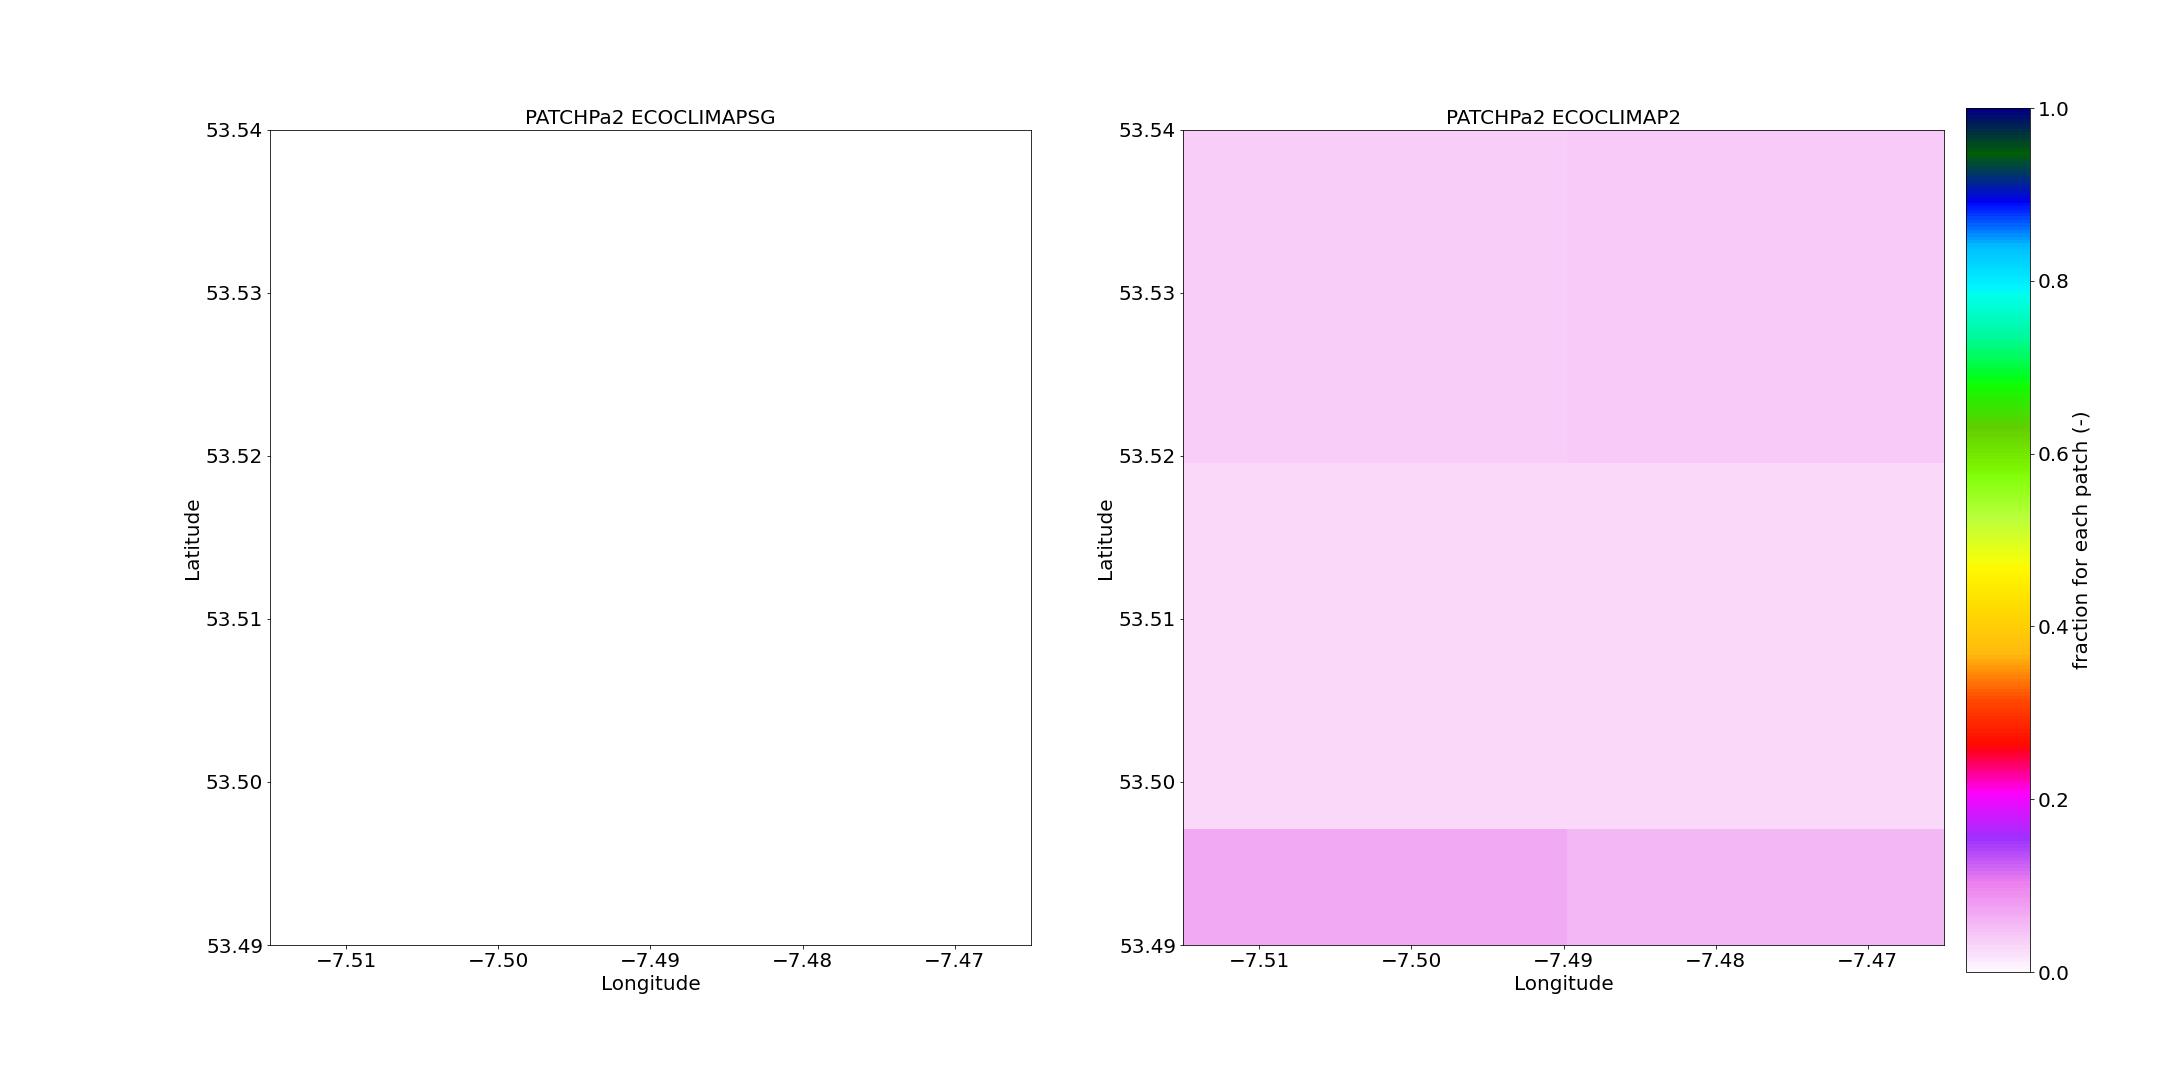 PATCHPa2 ECOCLIMAPSG
53.54
53.53
53.52
53.51
53.50
53.49
Latitude
−7.51 −7.50 −7.49 −7.48 −7.47
Longitude
PATCHPa2 ECOCLIMAP2
53.54
53.53
53.52
53.51
53.50
53.49
Latitude
−7.51 −7.50 −7.49 −7.48 −7.47
Longitude
1.0
0.8
0.6
0.4
0.2
0.0
fraction for each patch (-)